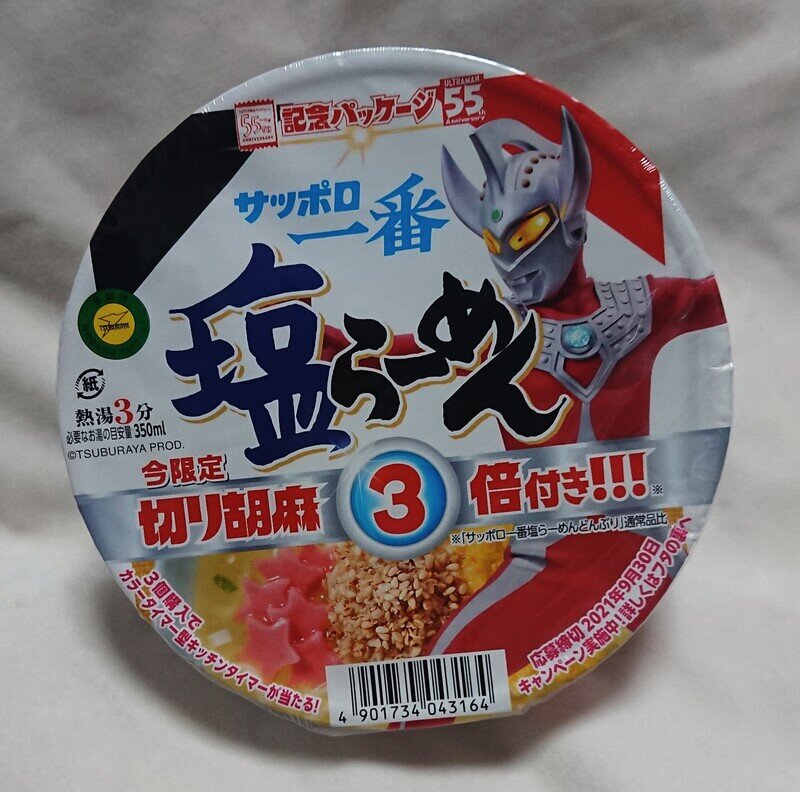 55th
ANNIVERSARY
記念パッケージ
ULTRAMAN
55th
Anniversary
サッポロ
一番
塩らーめん
TSUBURAYA
紙
熱湯3分
必要なお湯の目安量 350ml
©TSUBURAYA PROD.
今限定
切り胡麻3倍付き!!!※
※「サッポロ一番塩らーめんどんぶり」通常品比
3個購入で
カラータイマー型キッチンタイマーが当たる!
応募締切 2021年9月30日
キャンペーン実施中!詳しくはフタの裏へ
4 901734 043164